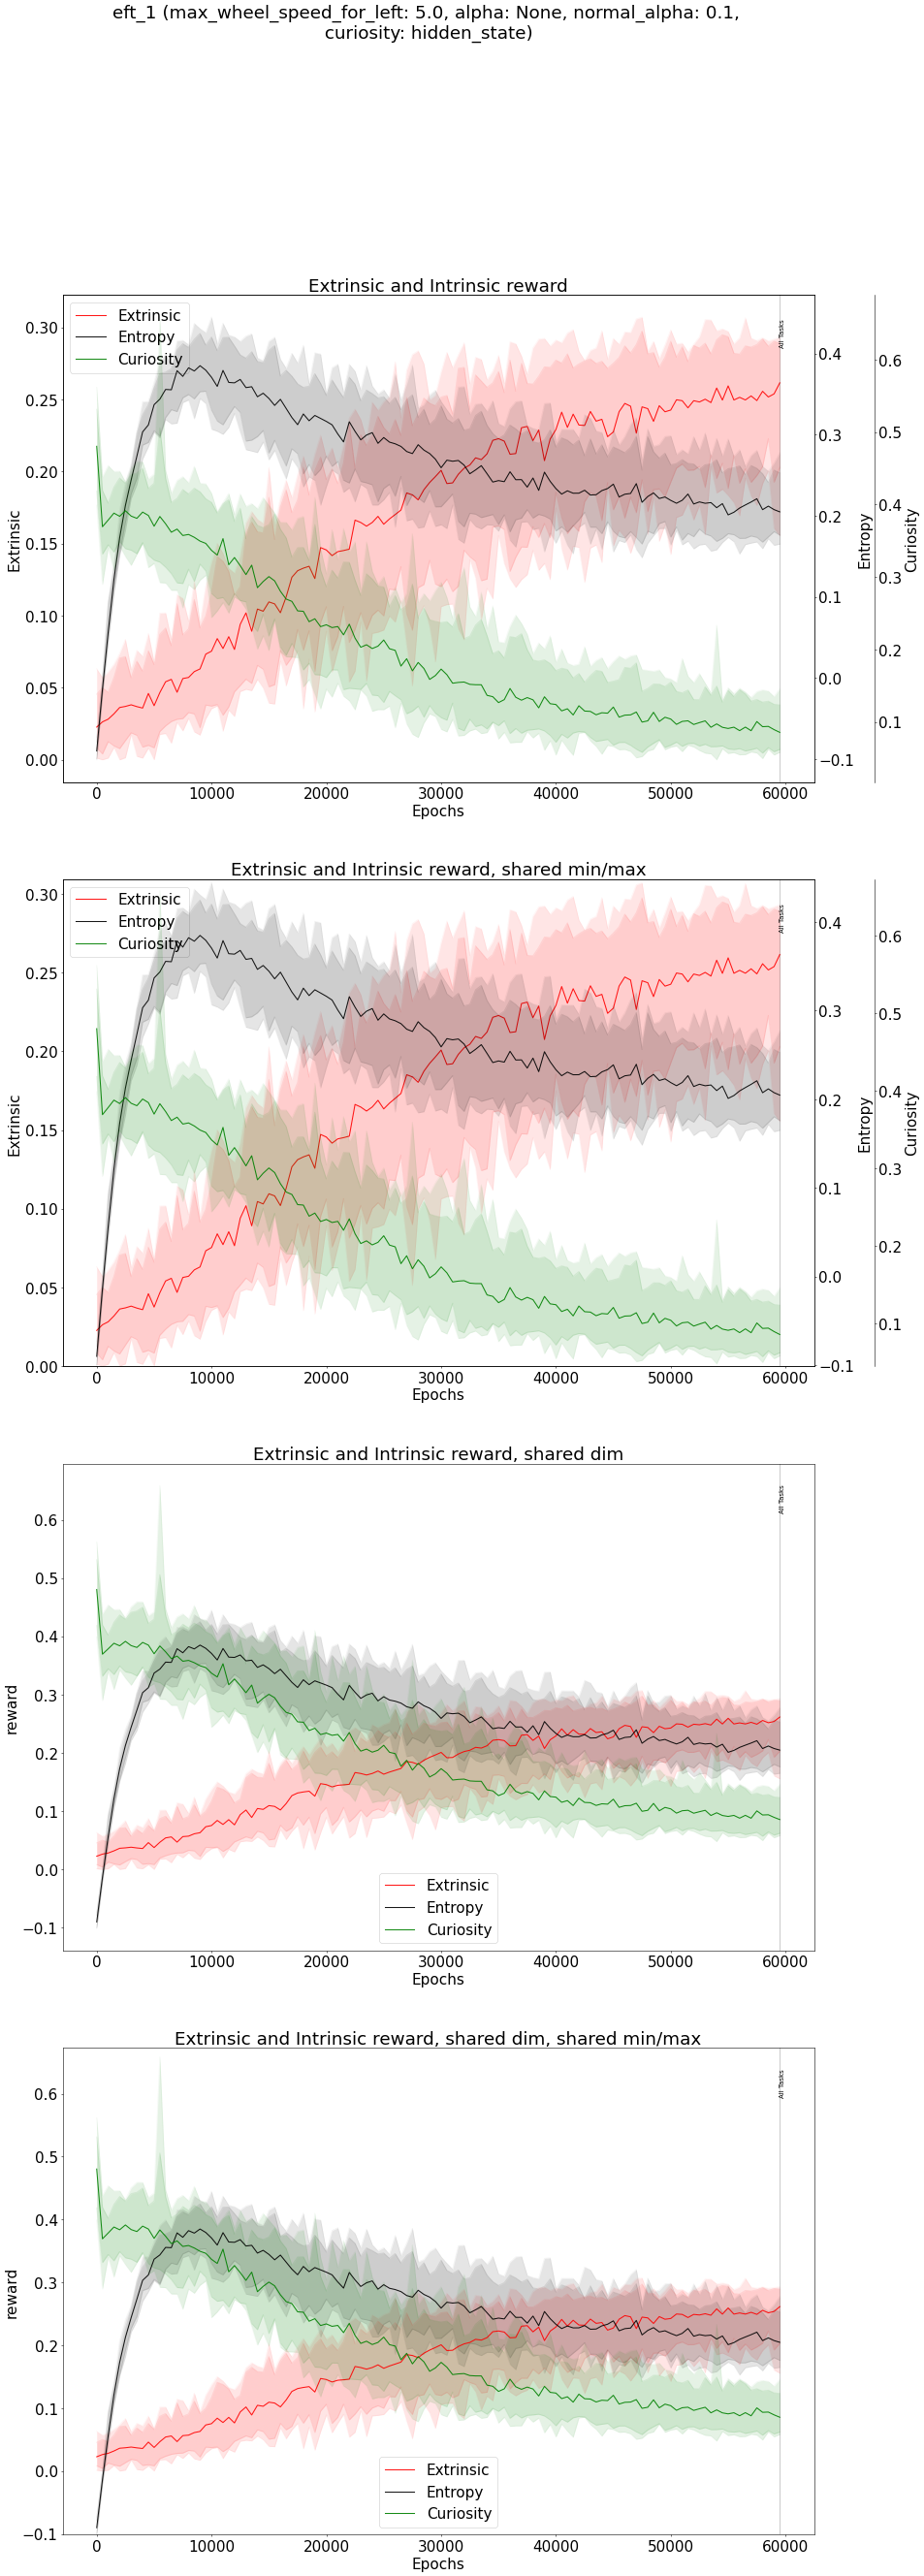 eft_1 (max_wheel_speed_for_left: 5.0, alpha: None, normal_alpha: 0.1,
curiosity: hidden_state)
Extrinsic and Intrinsic reward
Extrinsic
Entropy
Curiosity
All Tasks
0.30
0.25
0.20
0.15
0.10
0.05
0.00
Extrinsic
0.4
0.3
0.2
0.1
0.0
−0.1
Entropy
0.6
0.5
0.4
0.3
0.2
0.1
Curiosity
0 10000 20000 30000 40000 50000 60000
Epochs
Extrinsic and Intrinsic reward, shared min/max
Extrinsic
Entropy
Curiosity
All Tasks
0.30
0.25
0.20
0.15
0.10
0.05
0.00
Extrinsic
0.4
0.3
0.2
0.1
0.0
−0.1
Entropy
0.6
0.5
0.4
0.3
0.2
0.1
Curiosity
0 10000 20000 30000 40000 50000 60000
Epochs
Extrinsic and Intrinsic reward, shared dim
All Tasks
0.6
0.5
0.4
0.3
0.2
0.1
0.0
−0.1
reward
Extrinsic
Entropy
Curiosity
0 10000 20000 30000 40000 50000 60000
Epochs
Extrinsic and Intrinsic reward, shared dim, shared min/max
All Tasks
0.6
0.5
0.4
0.3
0.2
0.1
0.0
−0.1
reward
Extrinsic
Entropy
Curiosity
0 10000 20000 30000 40000 50000 60000
Epochs